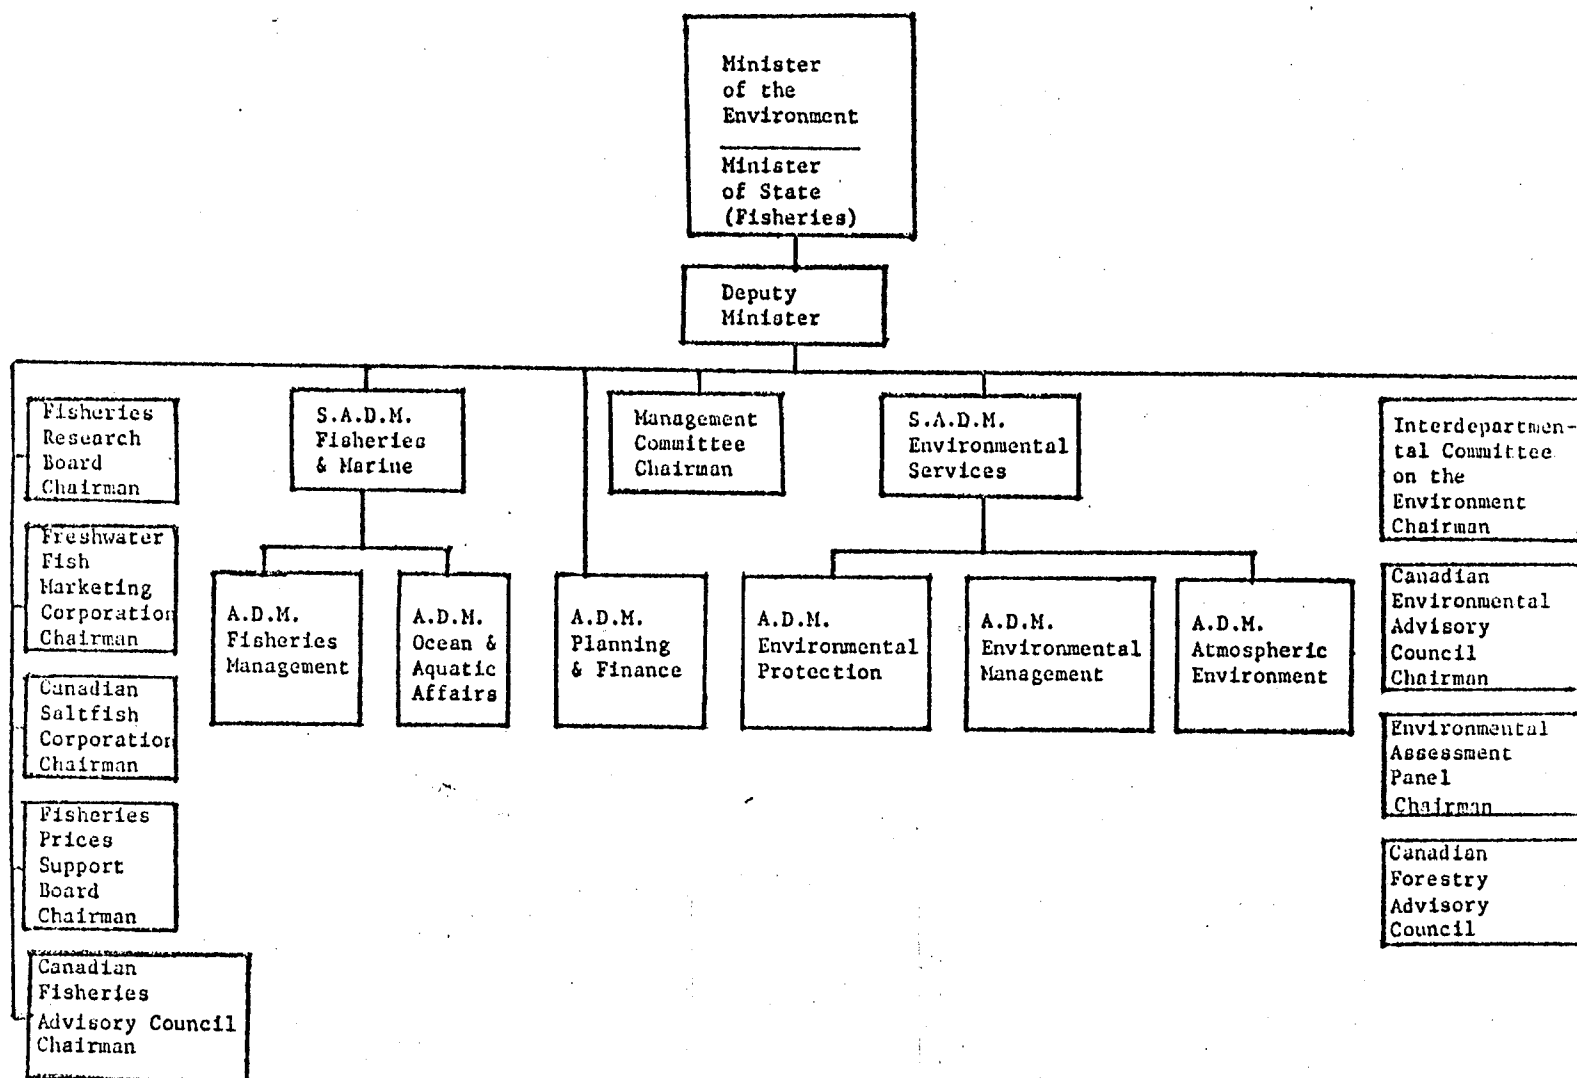 Minister
of the
Environment
Minister
of State
(Fisheries)
Deputy
Minister
Fisheries
Research
Board
Chairman
S.A.D.M.
Fisheries
& Marine
Management
Committee
Chairman
S.A.D.M.
Environmental
Services
Interdepartmen-
tal Committee
on the
Environment
Chairman
Freshwater
Fish
Marketing
Corporation
Chairman
A.D.M.
Fisheries
Management
A.D.M.
Ocean &
Aquatic
Affairs
A.D.M.
Planning
& Finance
A.D.M.
Environmental
Protection
A.D.M.
Environmental
Management
A.D.M.
Atmospheric
Environment
Canadian
Environmental
Advisory
Council
Chairman
Canadian
Saltfish
Corporation
Chairman
Environmental
Assessment
Panel
Chairman
Fisheries
Prices
Support
Board
Chairman
Canadian
Forestry
Advisory
Council
Canadian
Fisheries
Advisory Council
Chairman